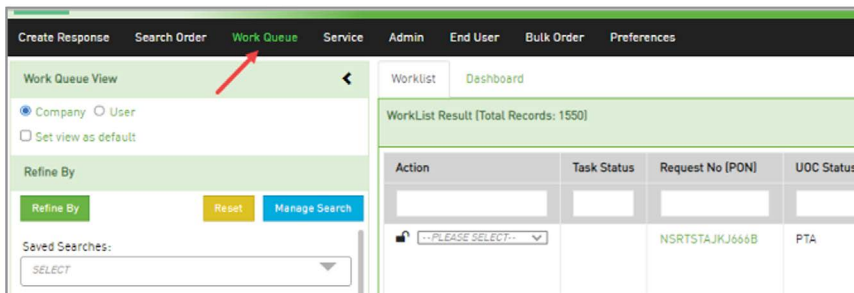 Create Response Search Order Work Queue Service Admin End User Bulk Order Preferences
Work Queue View
Company User
Set view as default
Refine By
Refine By Reset Manage Search
Saved Searches:
SELECT
Worklist Dashboard
WorkList Result (Total Records: 1550)
Action Task Status Request No (PON) UOC Status
--PLEASE SELECT-- NSRTSTAJKJ666B PTA